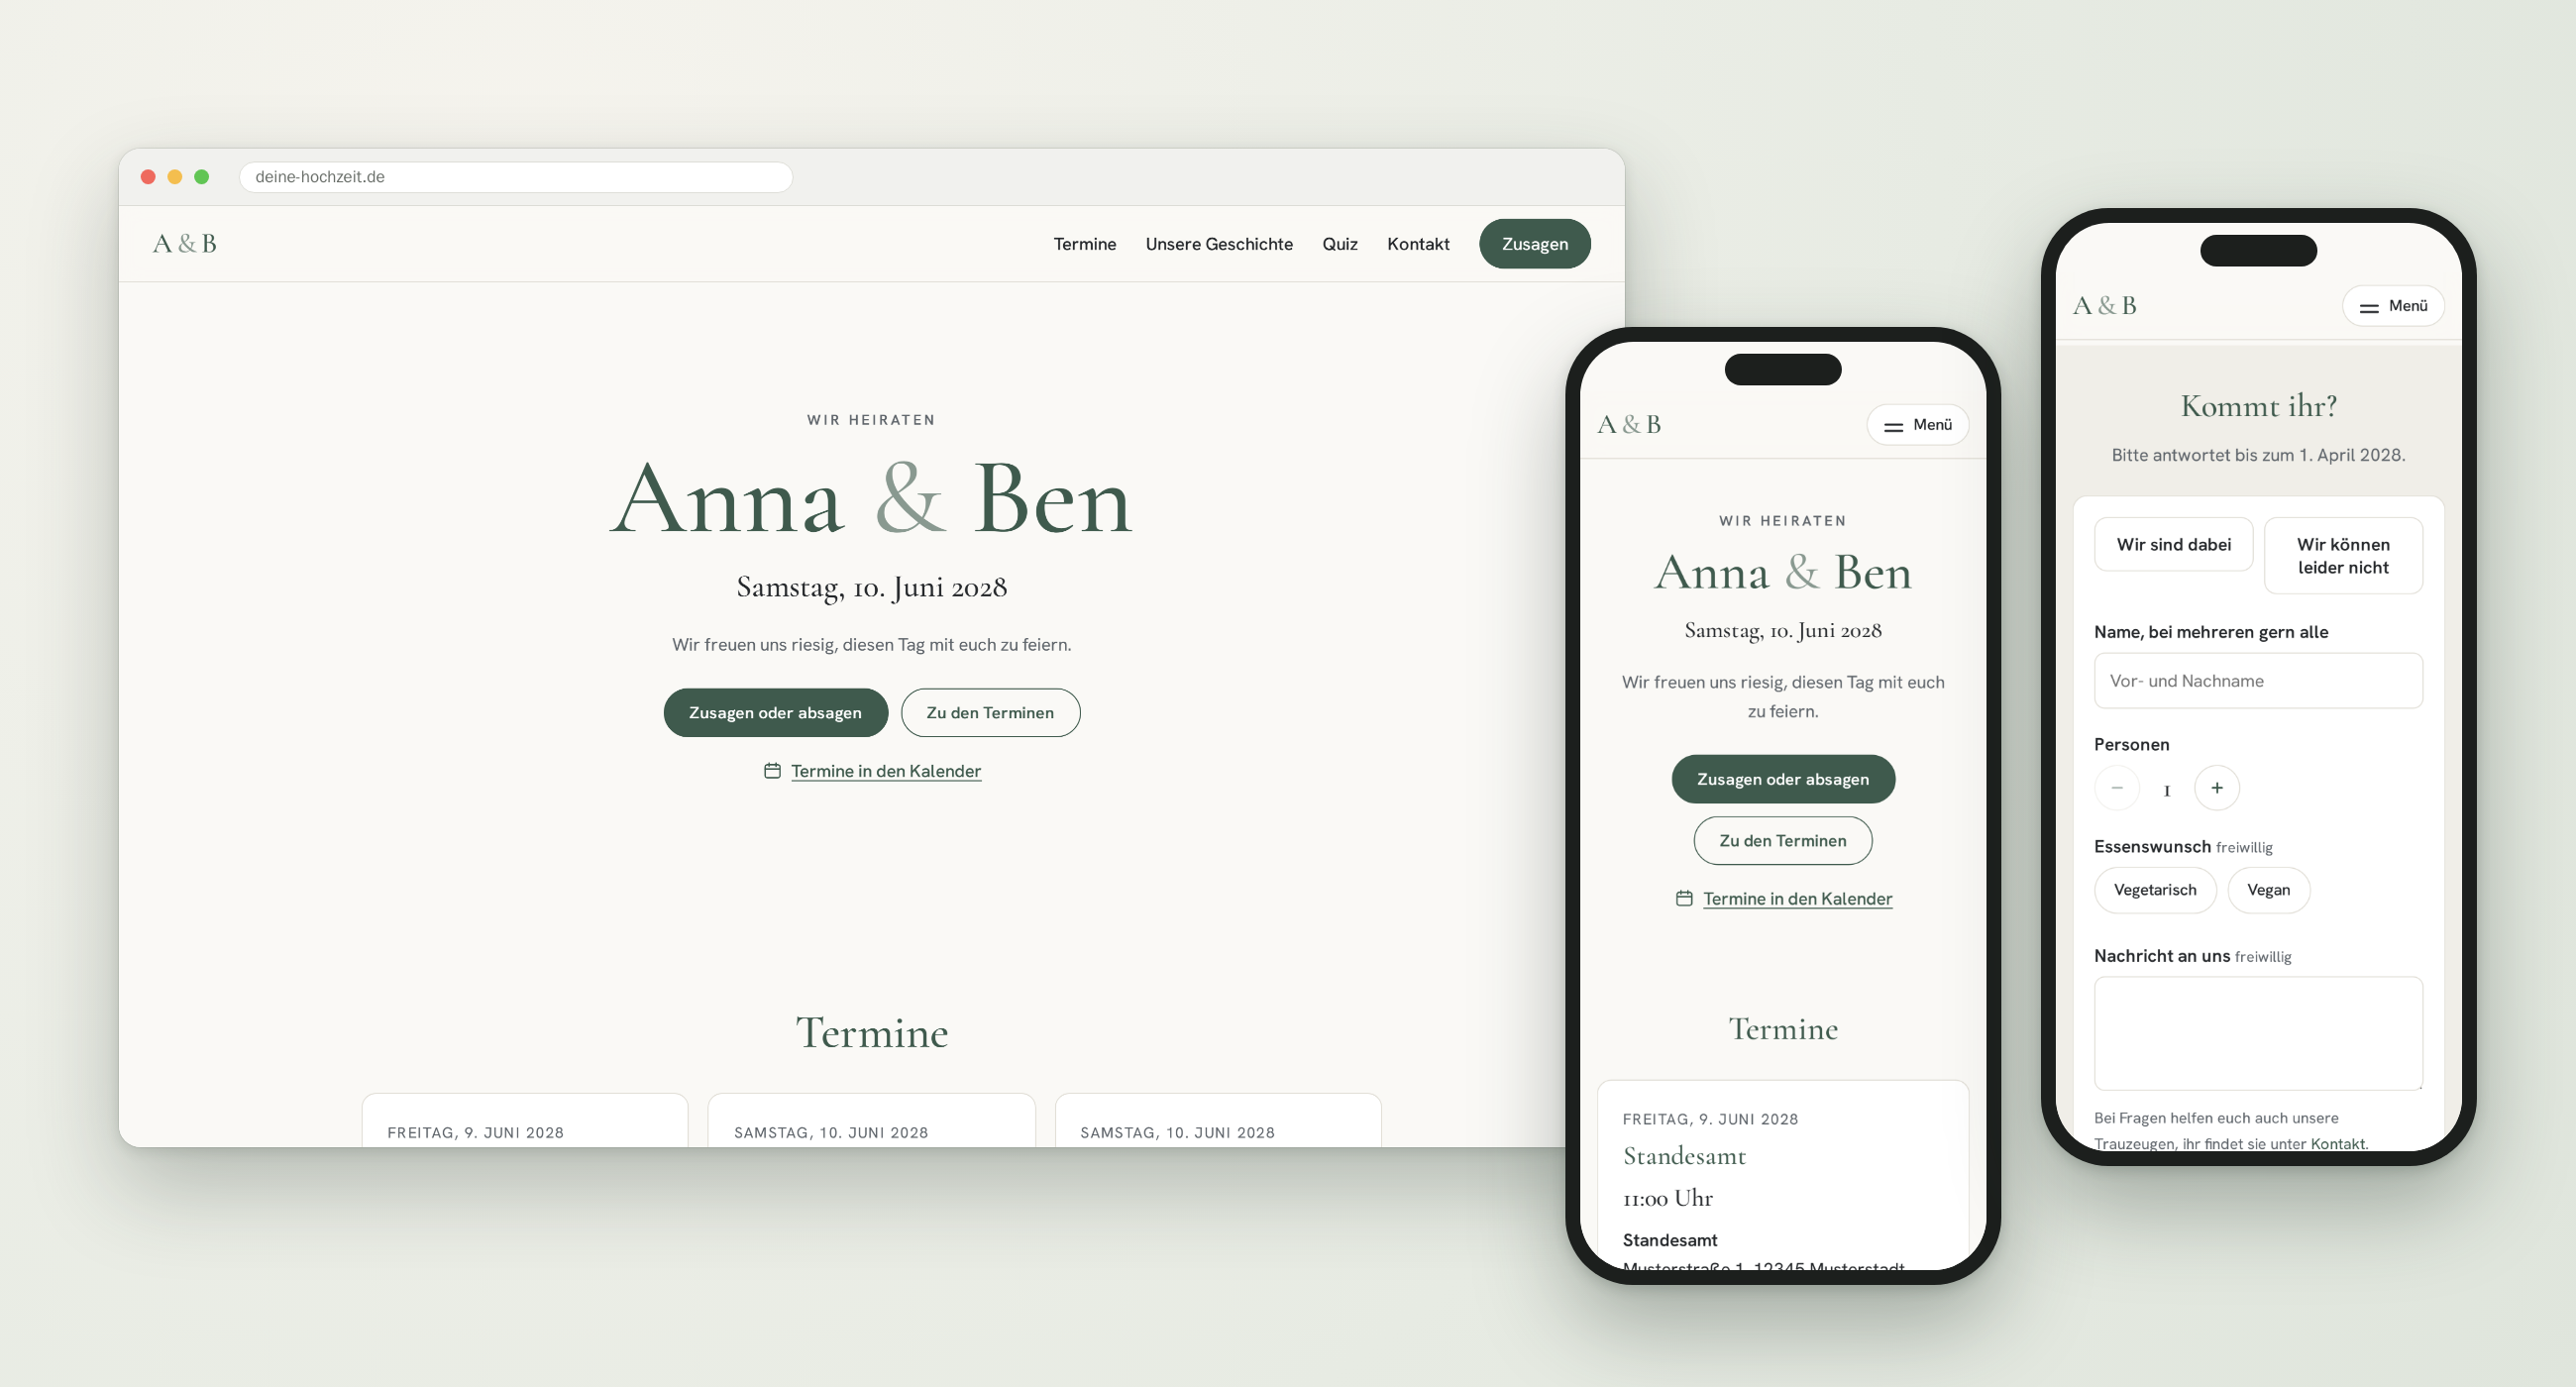 deine-hochzeit.de
A & B
Termine Unsere Geschichte Quiz Kontakt Zusagen
WIR HEIRATEN
Anna & Ben
Samstag, 10. Juni 2028
Wir freuen uns riesig, diesen Tag mit euch zu feiern.
Zusagen oder absagen Zu den Terminen
Termine in den Kalender
Termine
FREITAG, 9. JUNI 2028 SAMSTAG, 10. JUNI 2028 SAMSTAG, 10. JUNI 2028
A & B Menü
WIR HEIRATEN
Anna & Ben
Samstag, 10. Juni 2028
Wir freuen uns riesig, diesen Tag mit euch
zu feiern.
Zusagen oder absagen
Zu den Terminen
Termine in den Kalender
Termine
FREITAG, 9. JUNI 2028
Standesamt
11:00 Uhr
Standesamt
Musterstraße 1, 12345 Musterstadt
A & B Menü
Kommt ihr?
Bitte antwortet bis zum 1. April 2028.
Wir sind dabei
Wir können
leider nicht
Name, bei mehreren gern alle
Vor- und Nachname
Personen
− 1 +
Essenswunsch freiwillig
Vegetarisch Vegan
Nachricht an uns freiwillig
Bei Fragen helfen euch auch unsere
Trauzeugen, ihr findet sie unter Kontakt.